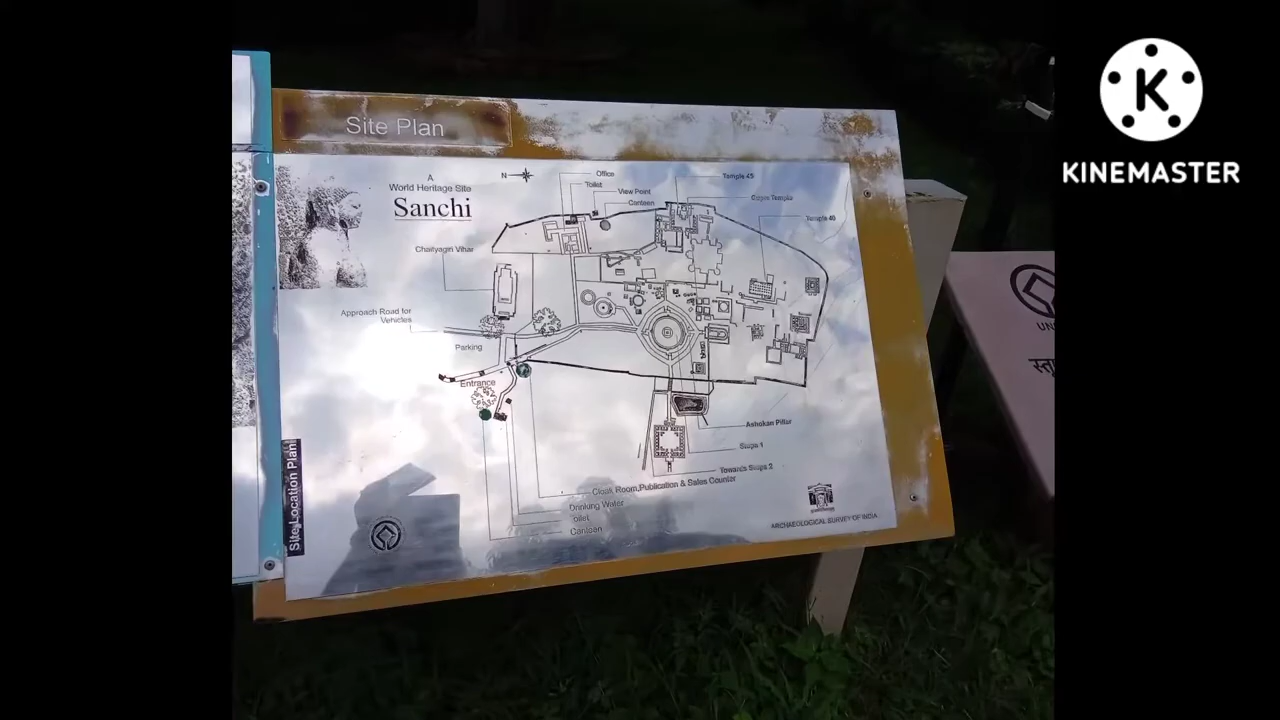 Site Plan
A
World Heritage Site
Sanchi
N
Office
Toilet
View Point
Canteen
Temple 45
Gupta Temple
Temple 40
Chaityagiri Vihar
Approach Road for
Vehicles
Parking
Entrance
Ashokan Pillar
Stupa 1
Towards Stupa 2
Cloak Room,Publication & Sales Counter
Drinking Water
Toilet
Canteen
ARCHAEOLOGICAL SURVEY OF INDIA
Site Location Plan
UN
स्तू
K
KINEMASTER